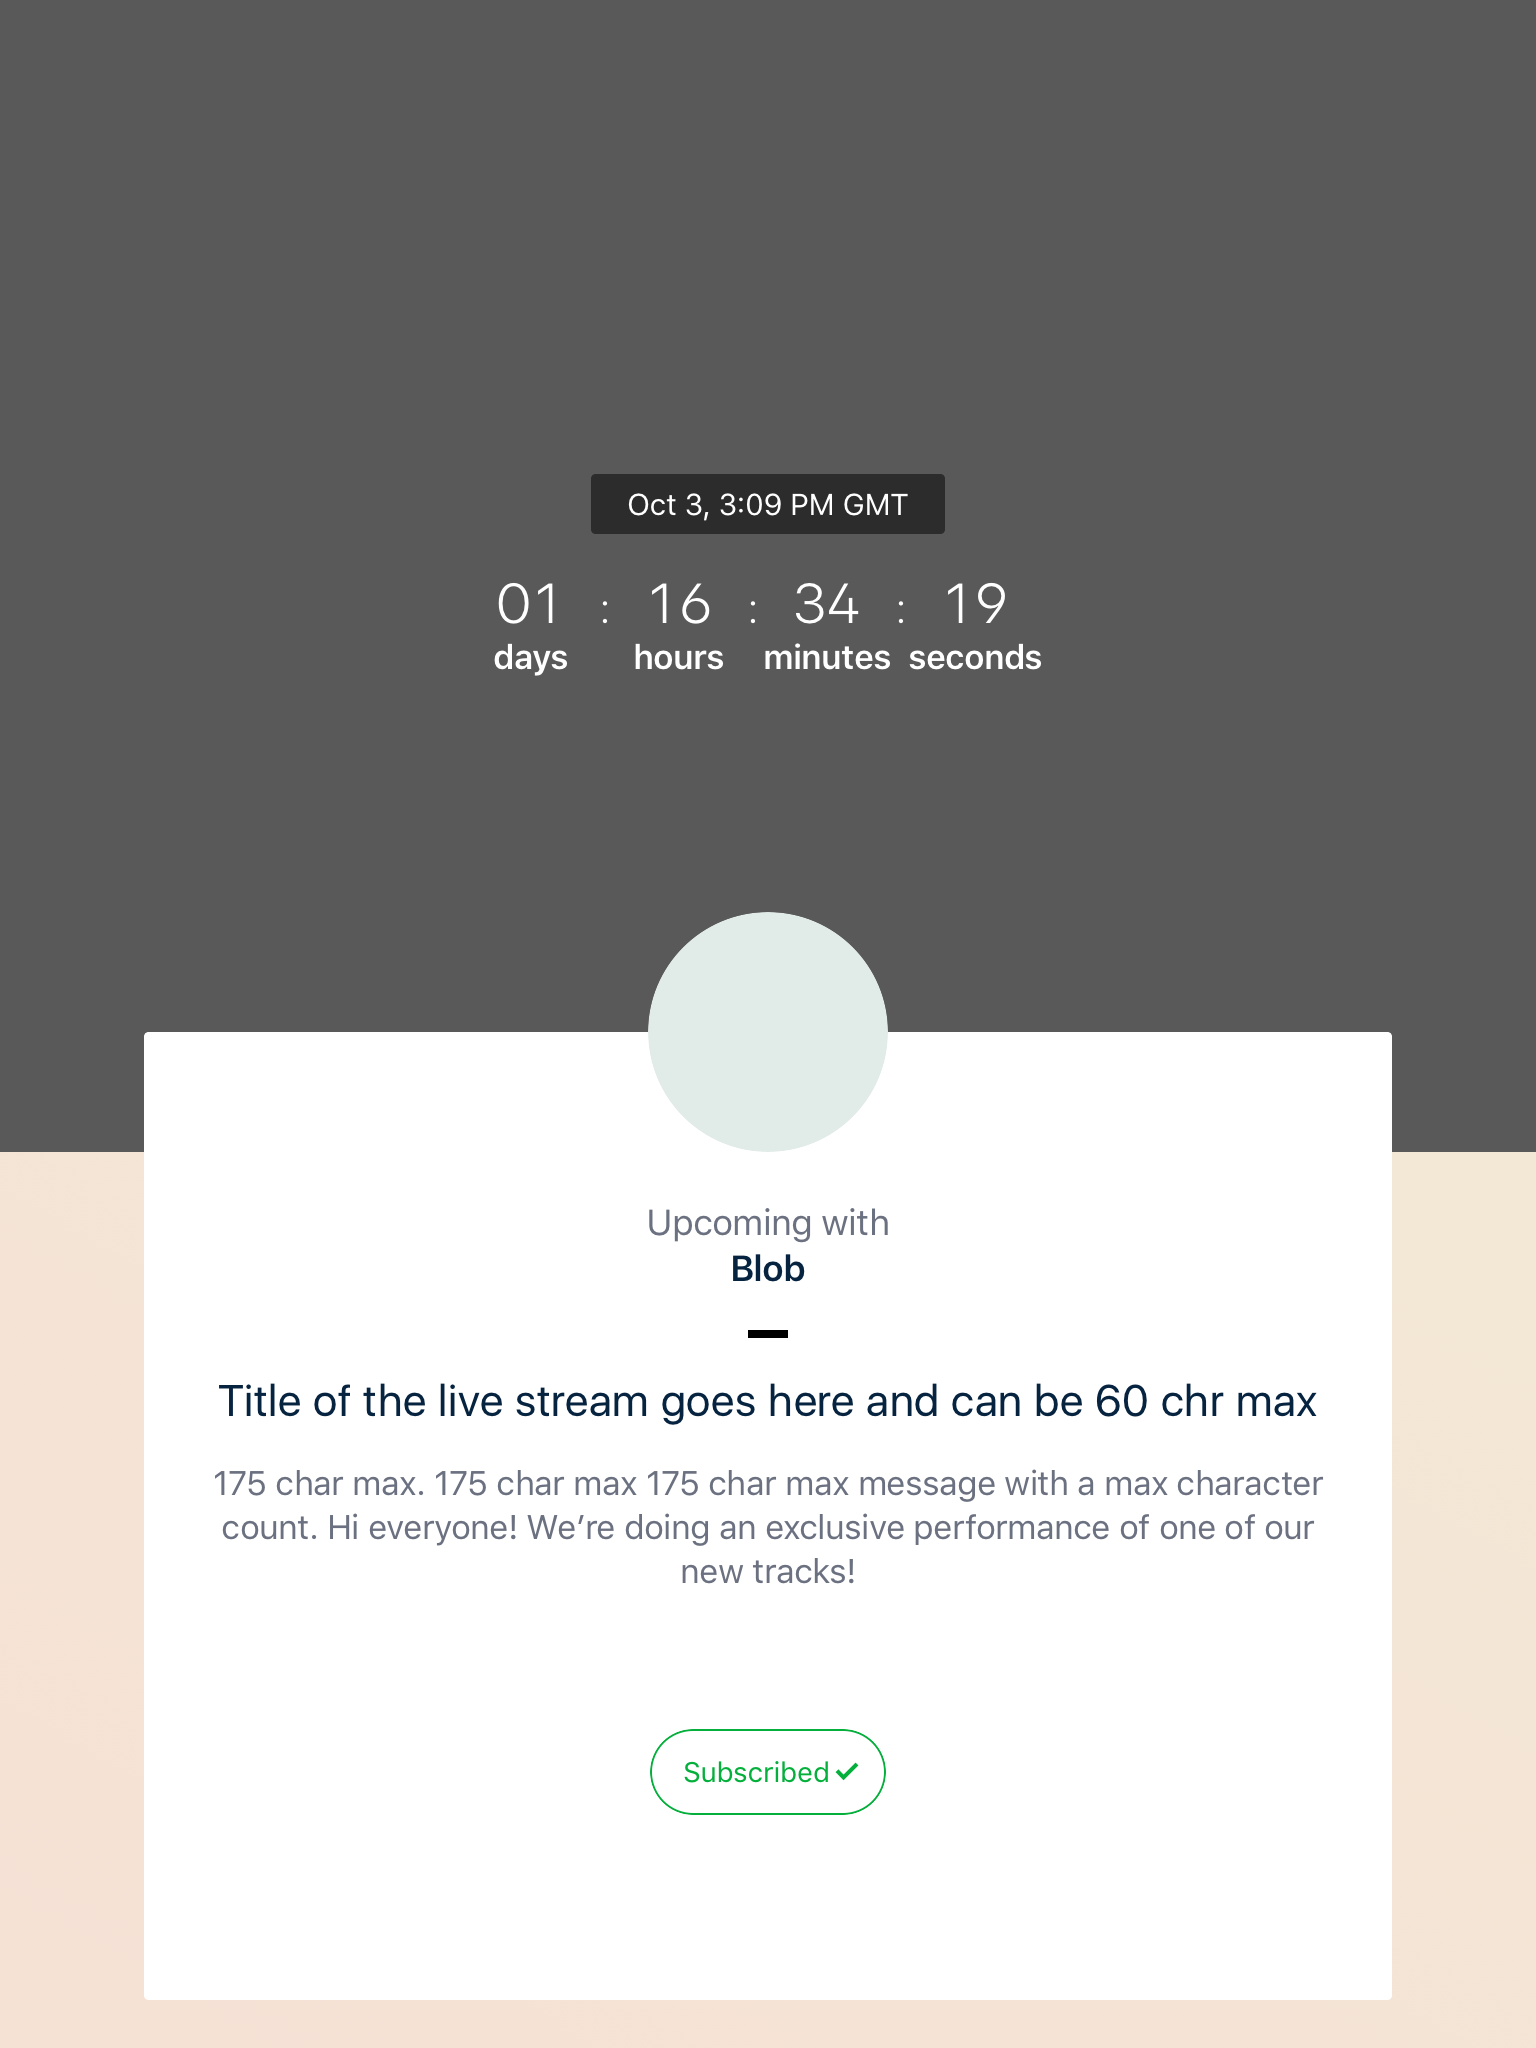 Oct 3, 3:09 PM GMT
01 : 16 : 34 : 19
days hours minutes seconds
Upcoming with
Blob
Title of the live stream goes here and can be 60 chr max
175 char max. 175 char max 175 char max message with a max character
count. Hi everyone! We’re doing an exclusive performance of one of our
new tracks!
Subscribed